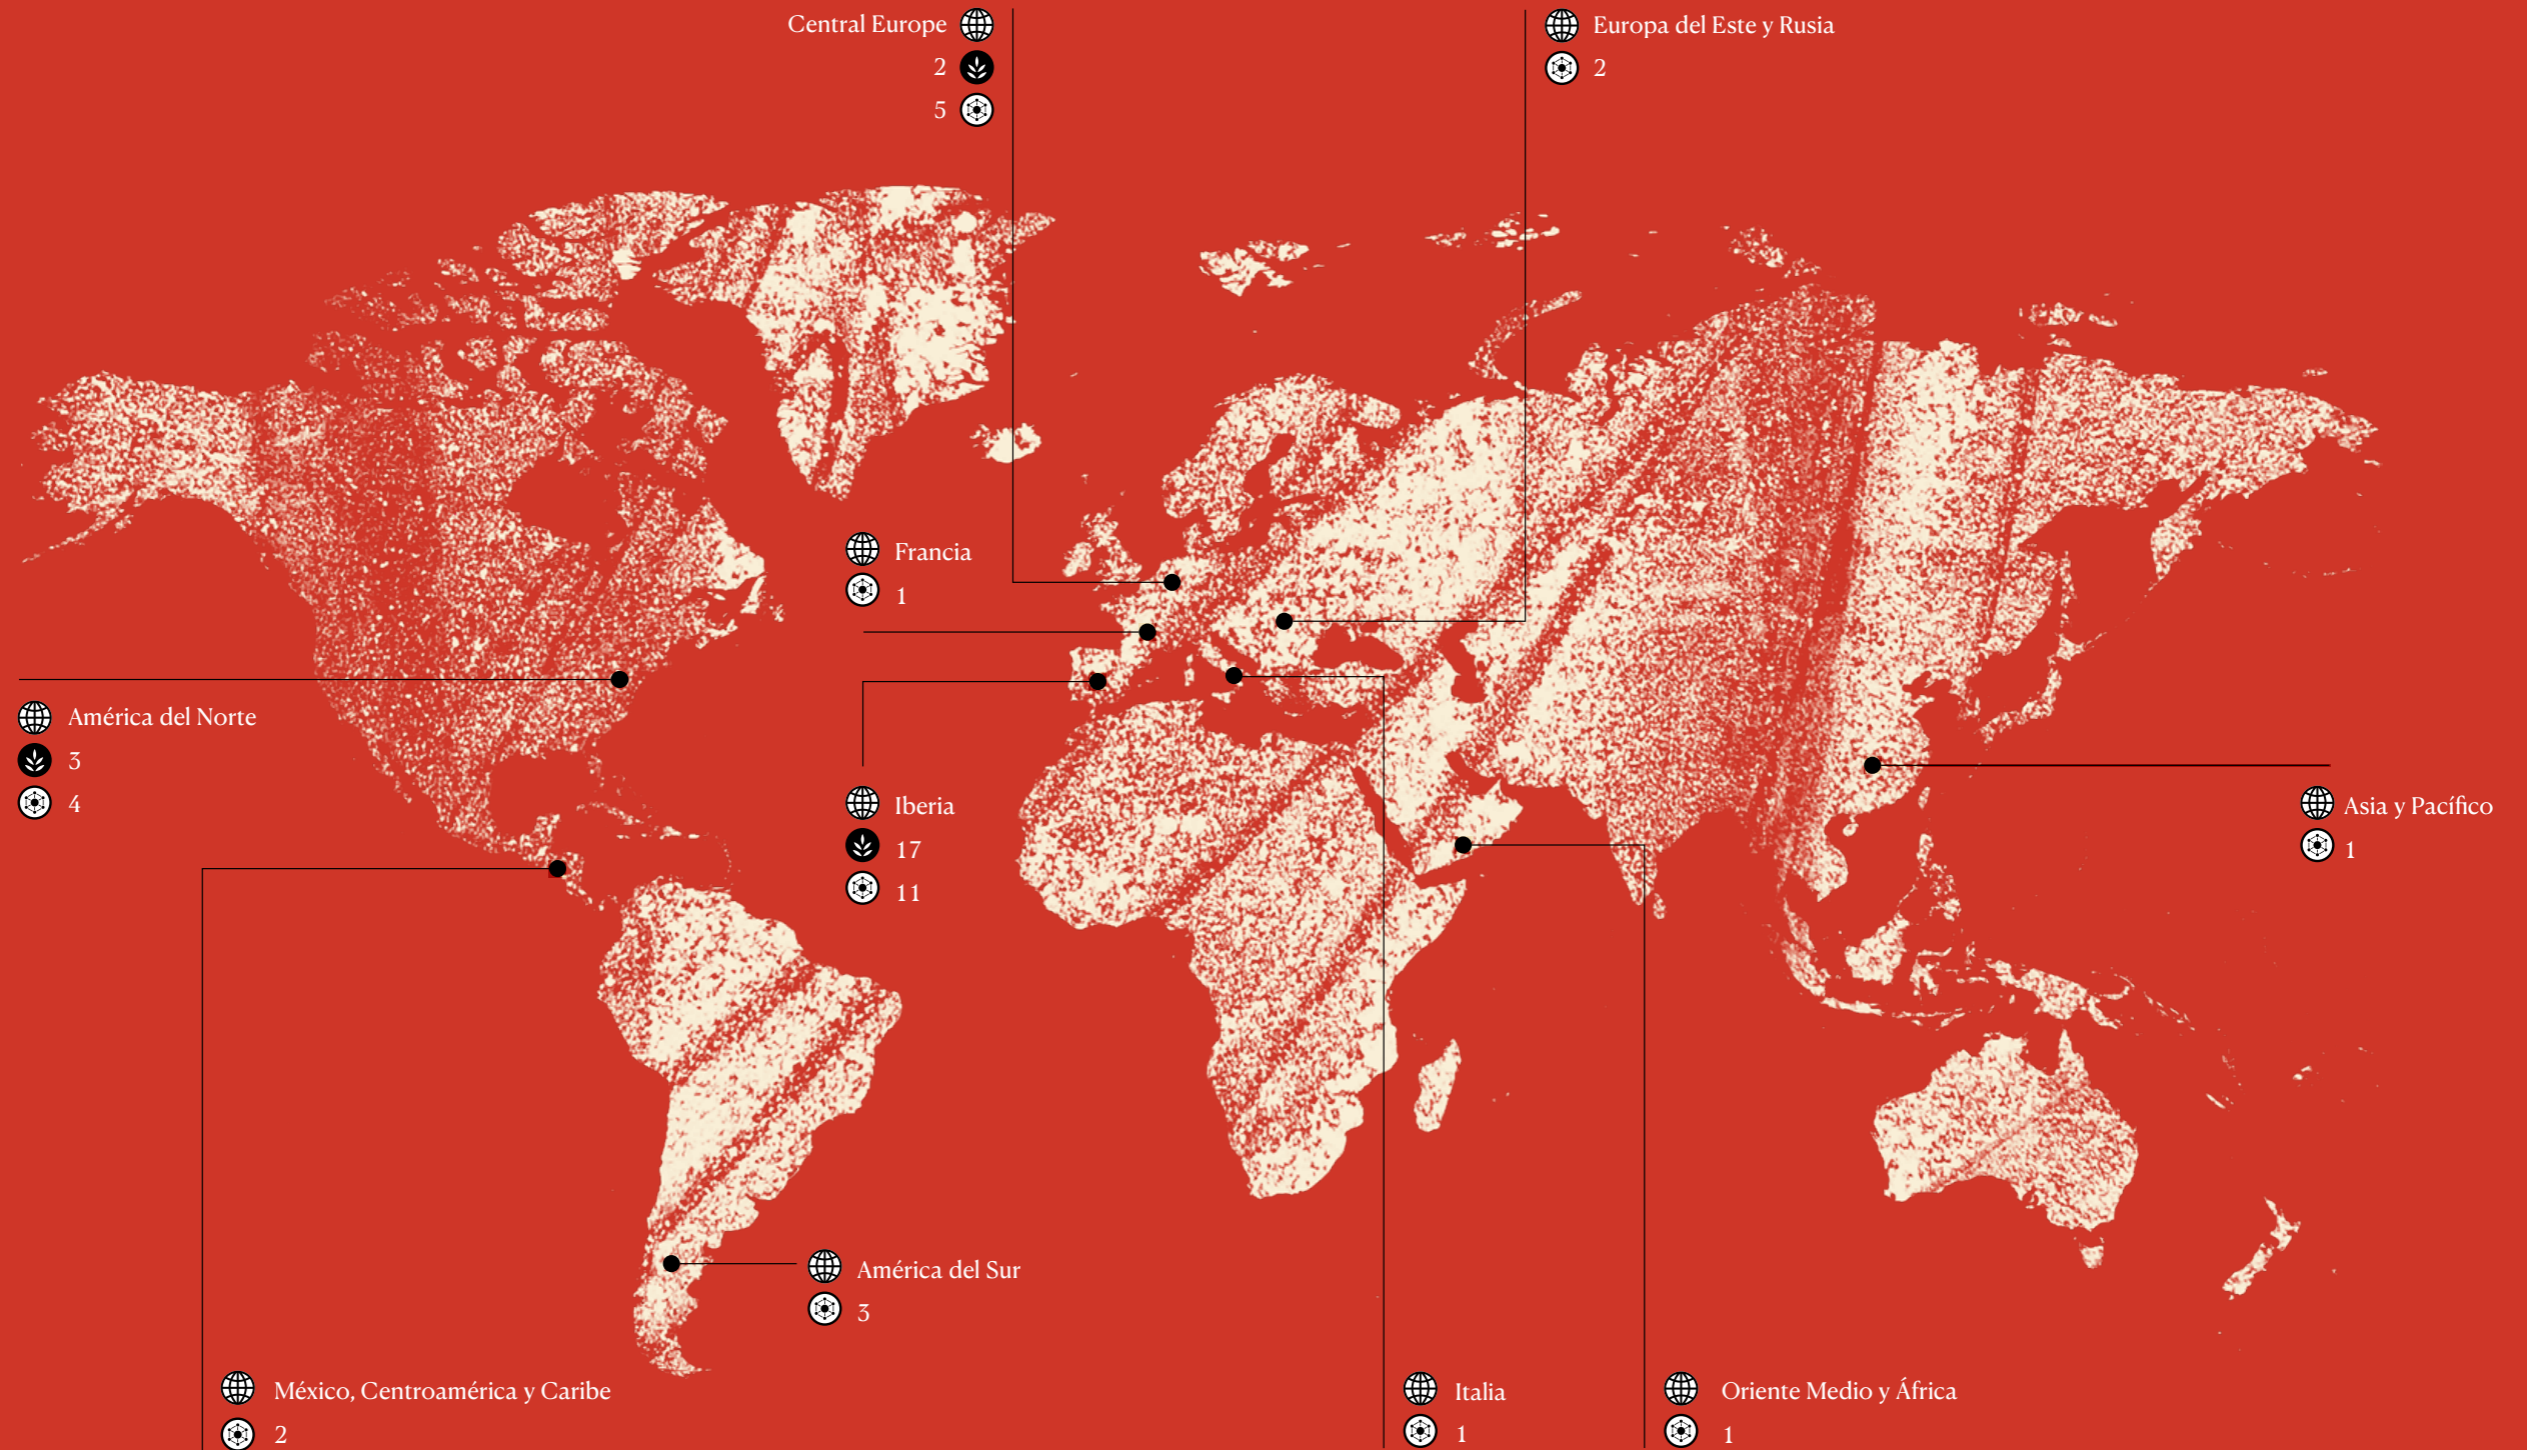 Central Europe
2
5
Europa del Este y Rusia
2
Francia
1
América del Norte
3
4
Iberia
17
11
Asia y Pacífico
1
América del Sur
3
México, Centroamérica y Caribe
2
Italia
1
Oriente Medio y África
1